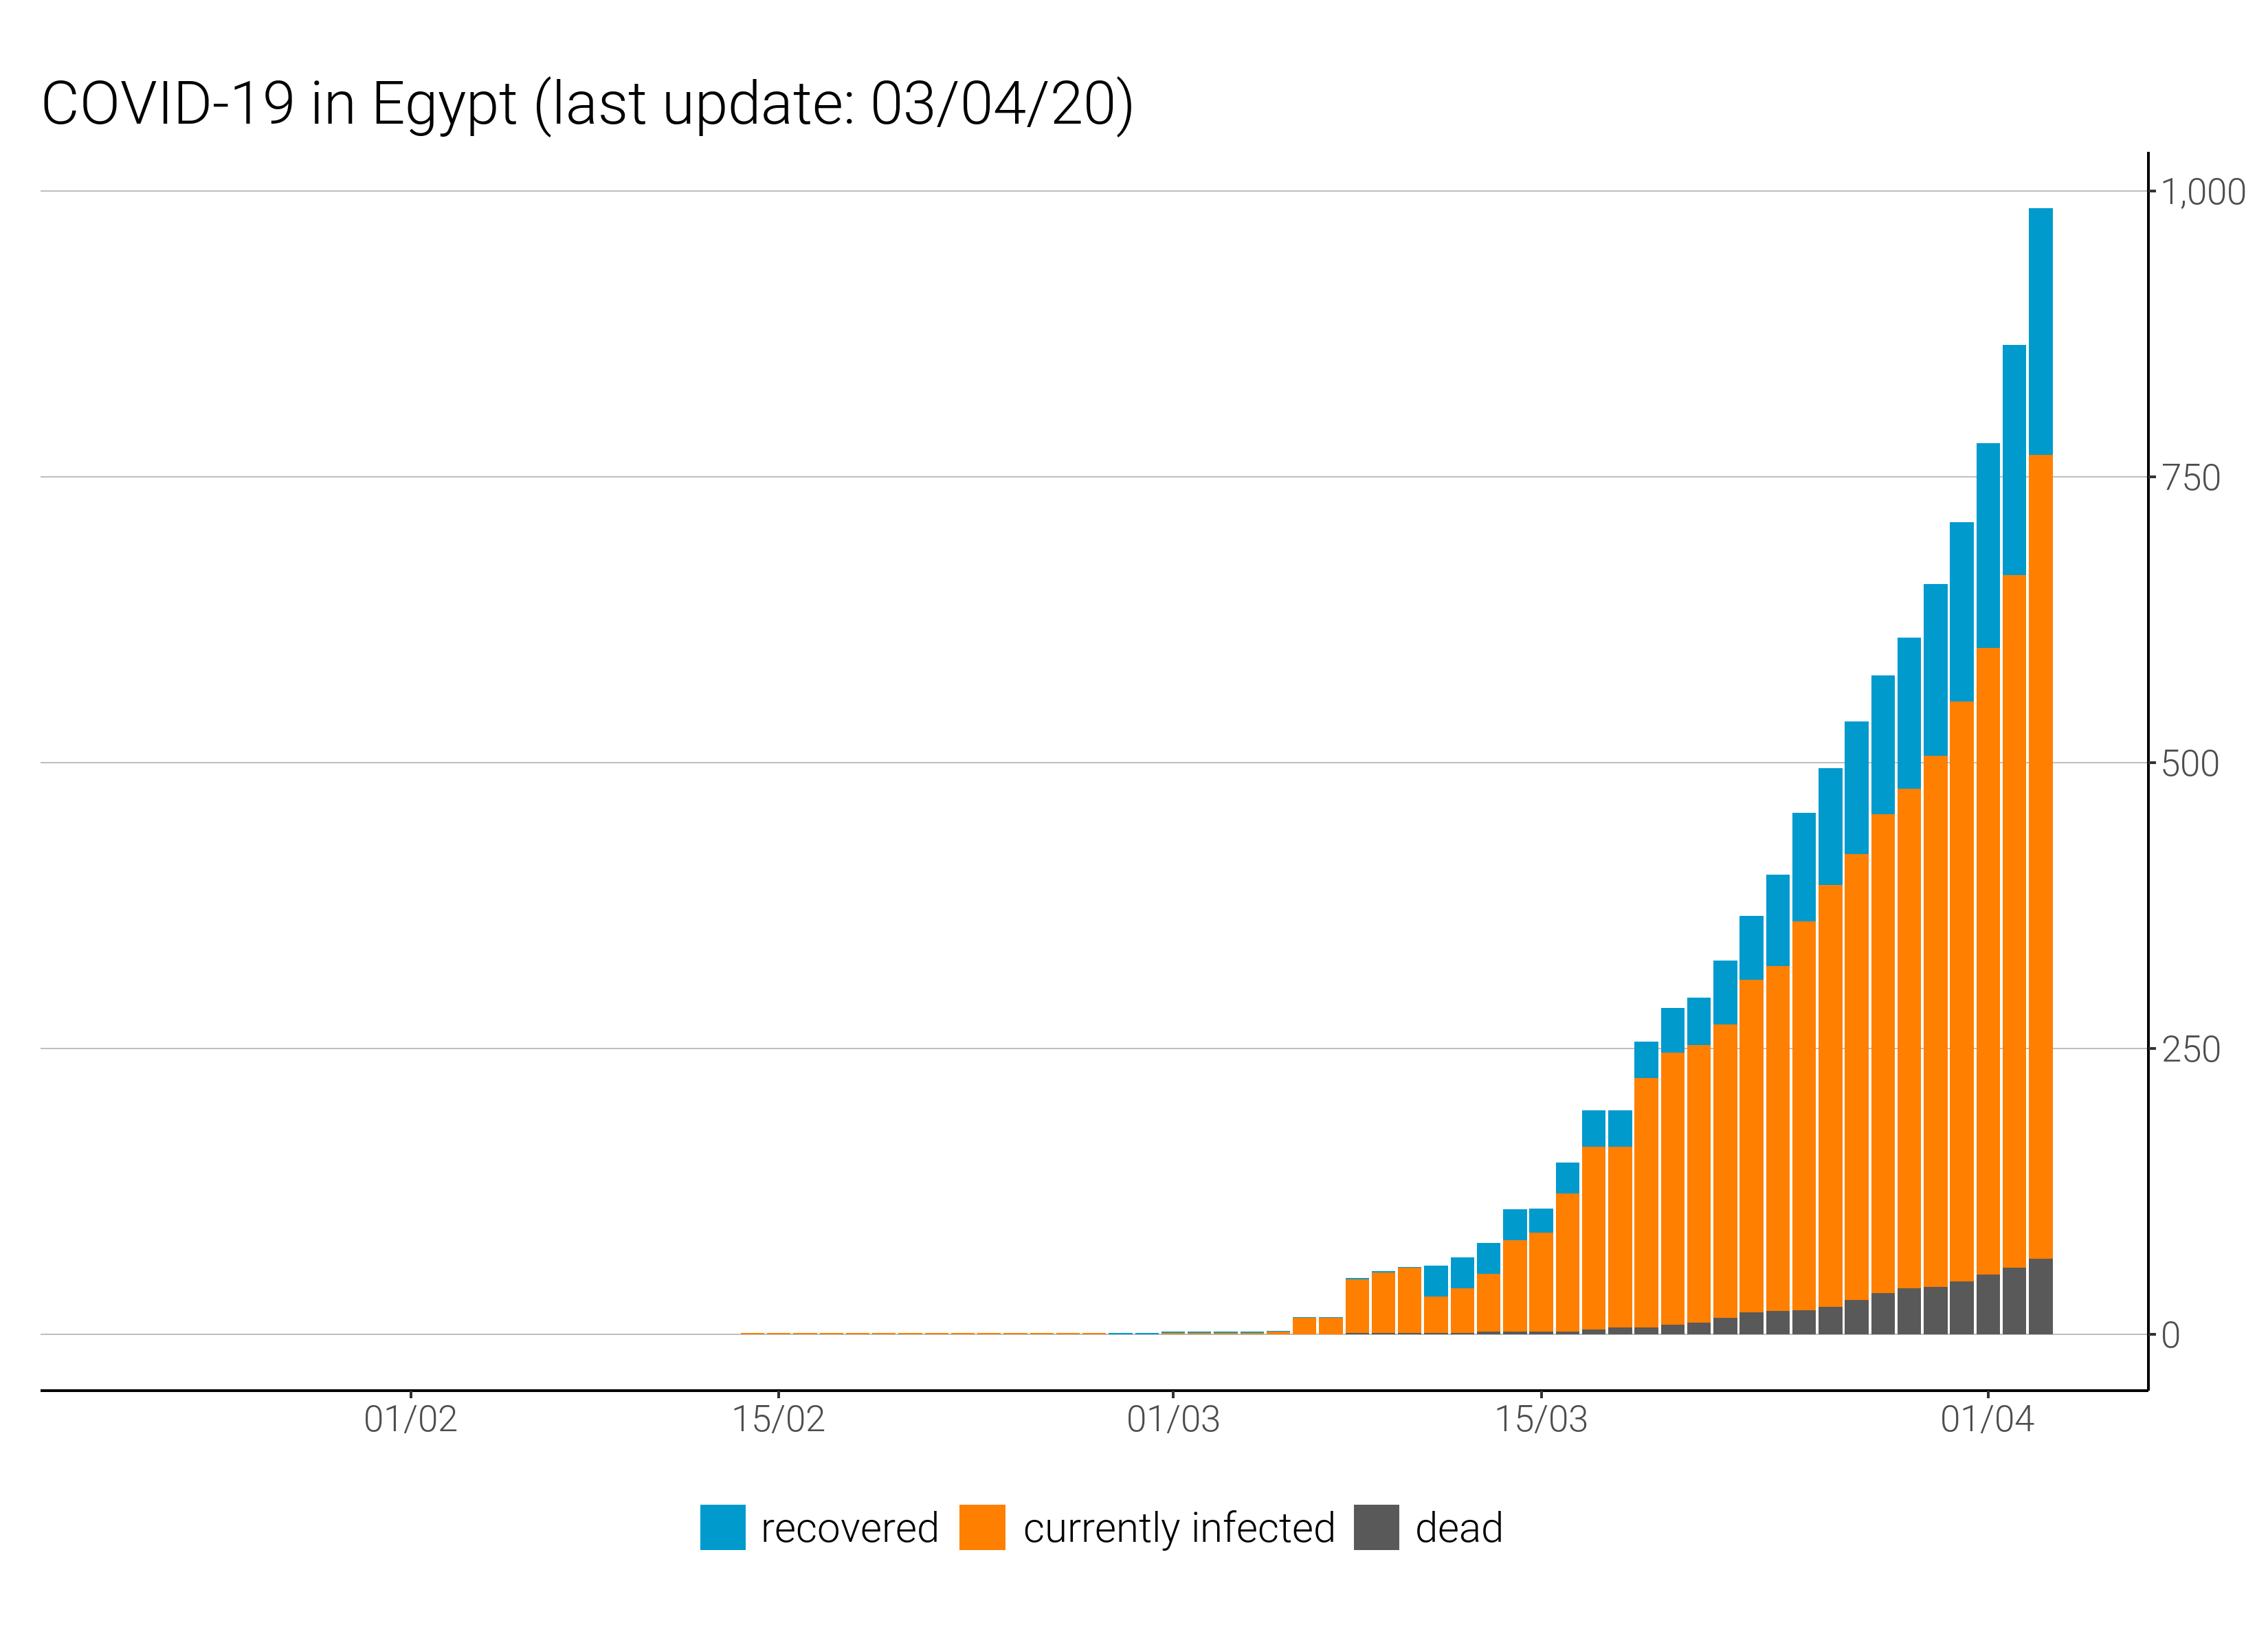 COVID-19 in Egypt (last update: 03/04/20)
1,000
750
500
250
0
01/02 15/02 01/03 15/03 01/04
recovered currently infected dead